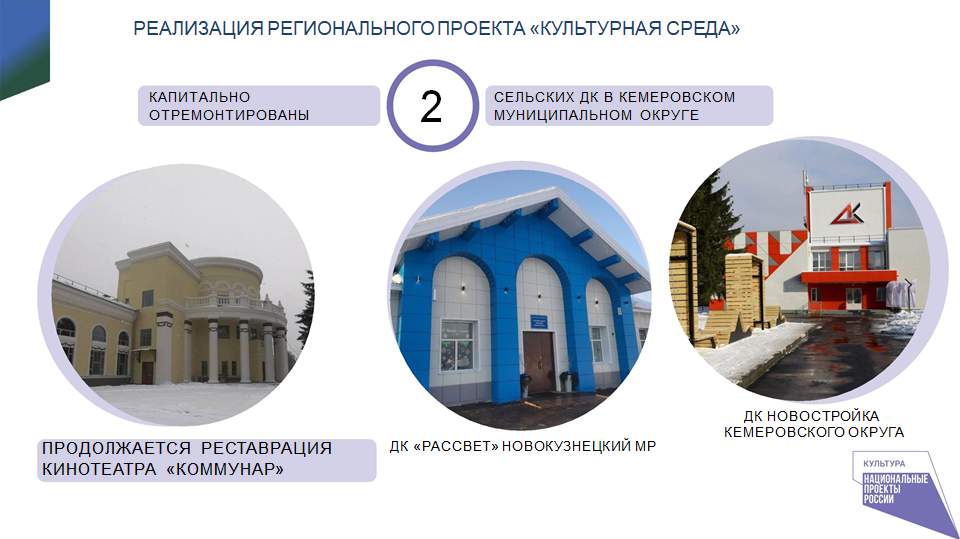 РЕАЛИЗАЦИЯ РЕГИОНАЛЬНОГО ПРОЕКТА «КУЛЬТУРНАЯ СРЕДА»
КАПИТАЛЬНО
ОТРЕМОНТИРОВАНЫ
2
СЕЛЬСКИХ ДК В КЕМЕРОВСКОМ
МУНИЦИПАЛЬНОМ ОКРУГЕ
ДК
ПРОДОЛЖАЕТСЯ РЕСТАВРАЦИЯ
КИНОТЕАТРА «КОММУНАР»
ДК «РАССВЕТ» НОВОКУЗНЕЦКИЙ МР
ДК НОВОСТРОЙКА
КЕМЕРОВСКОГО ОКРУГА
КУЛЬТУРА
НАЦИОНАЛЬНЫЕ
ПРОЕКТЫ
РОССИИ